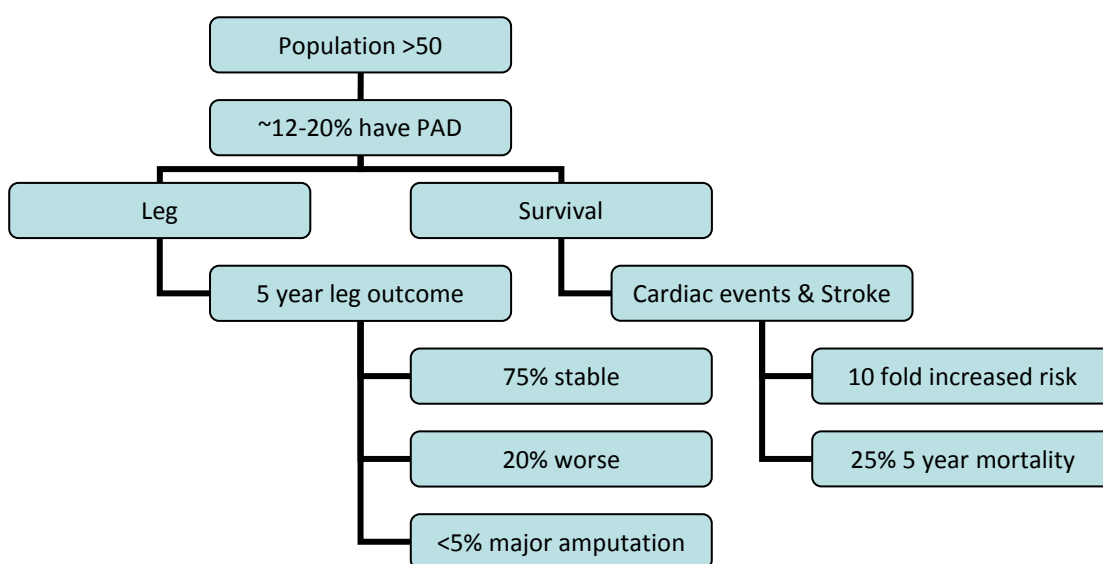 Population >50
~12-20% have PAD
Leg
Survival
5 year leg outcome
Cardiac events & Stroke
75% stable
10 fold increased risk
20% worse
25% 5 year mortality
<5% major amputation